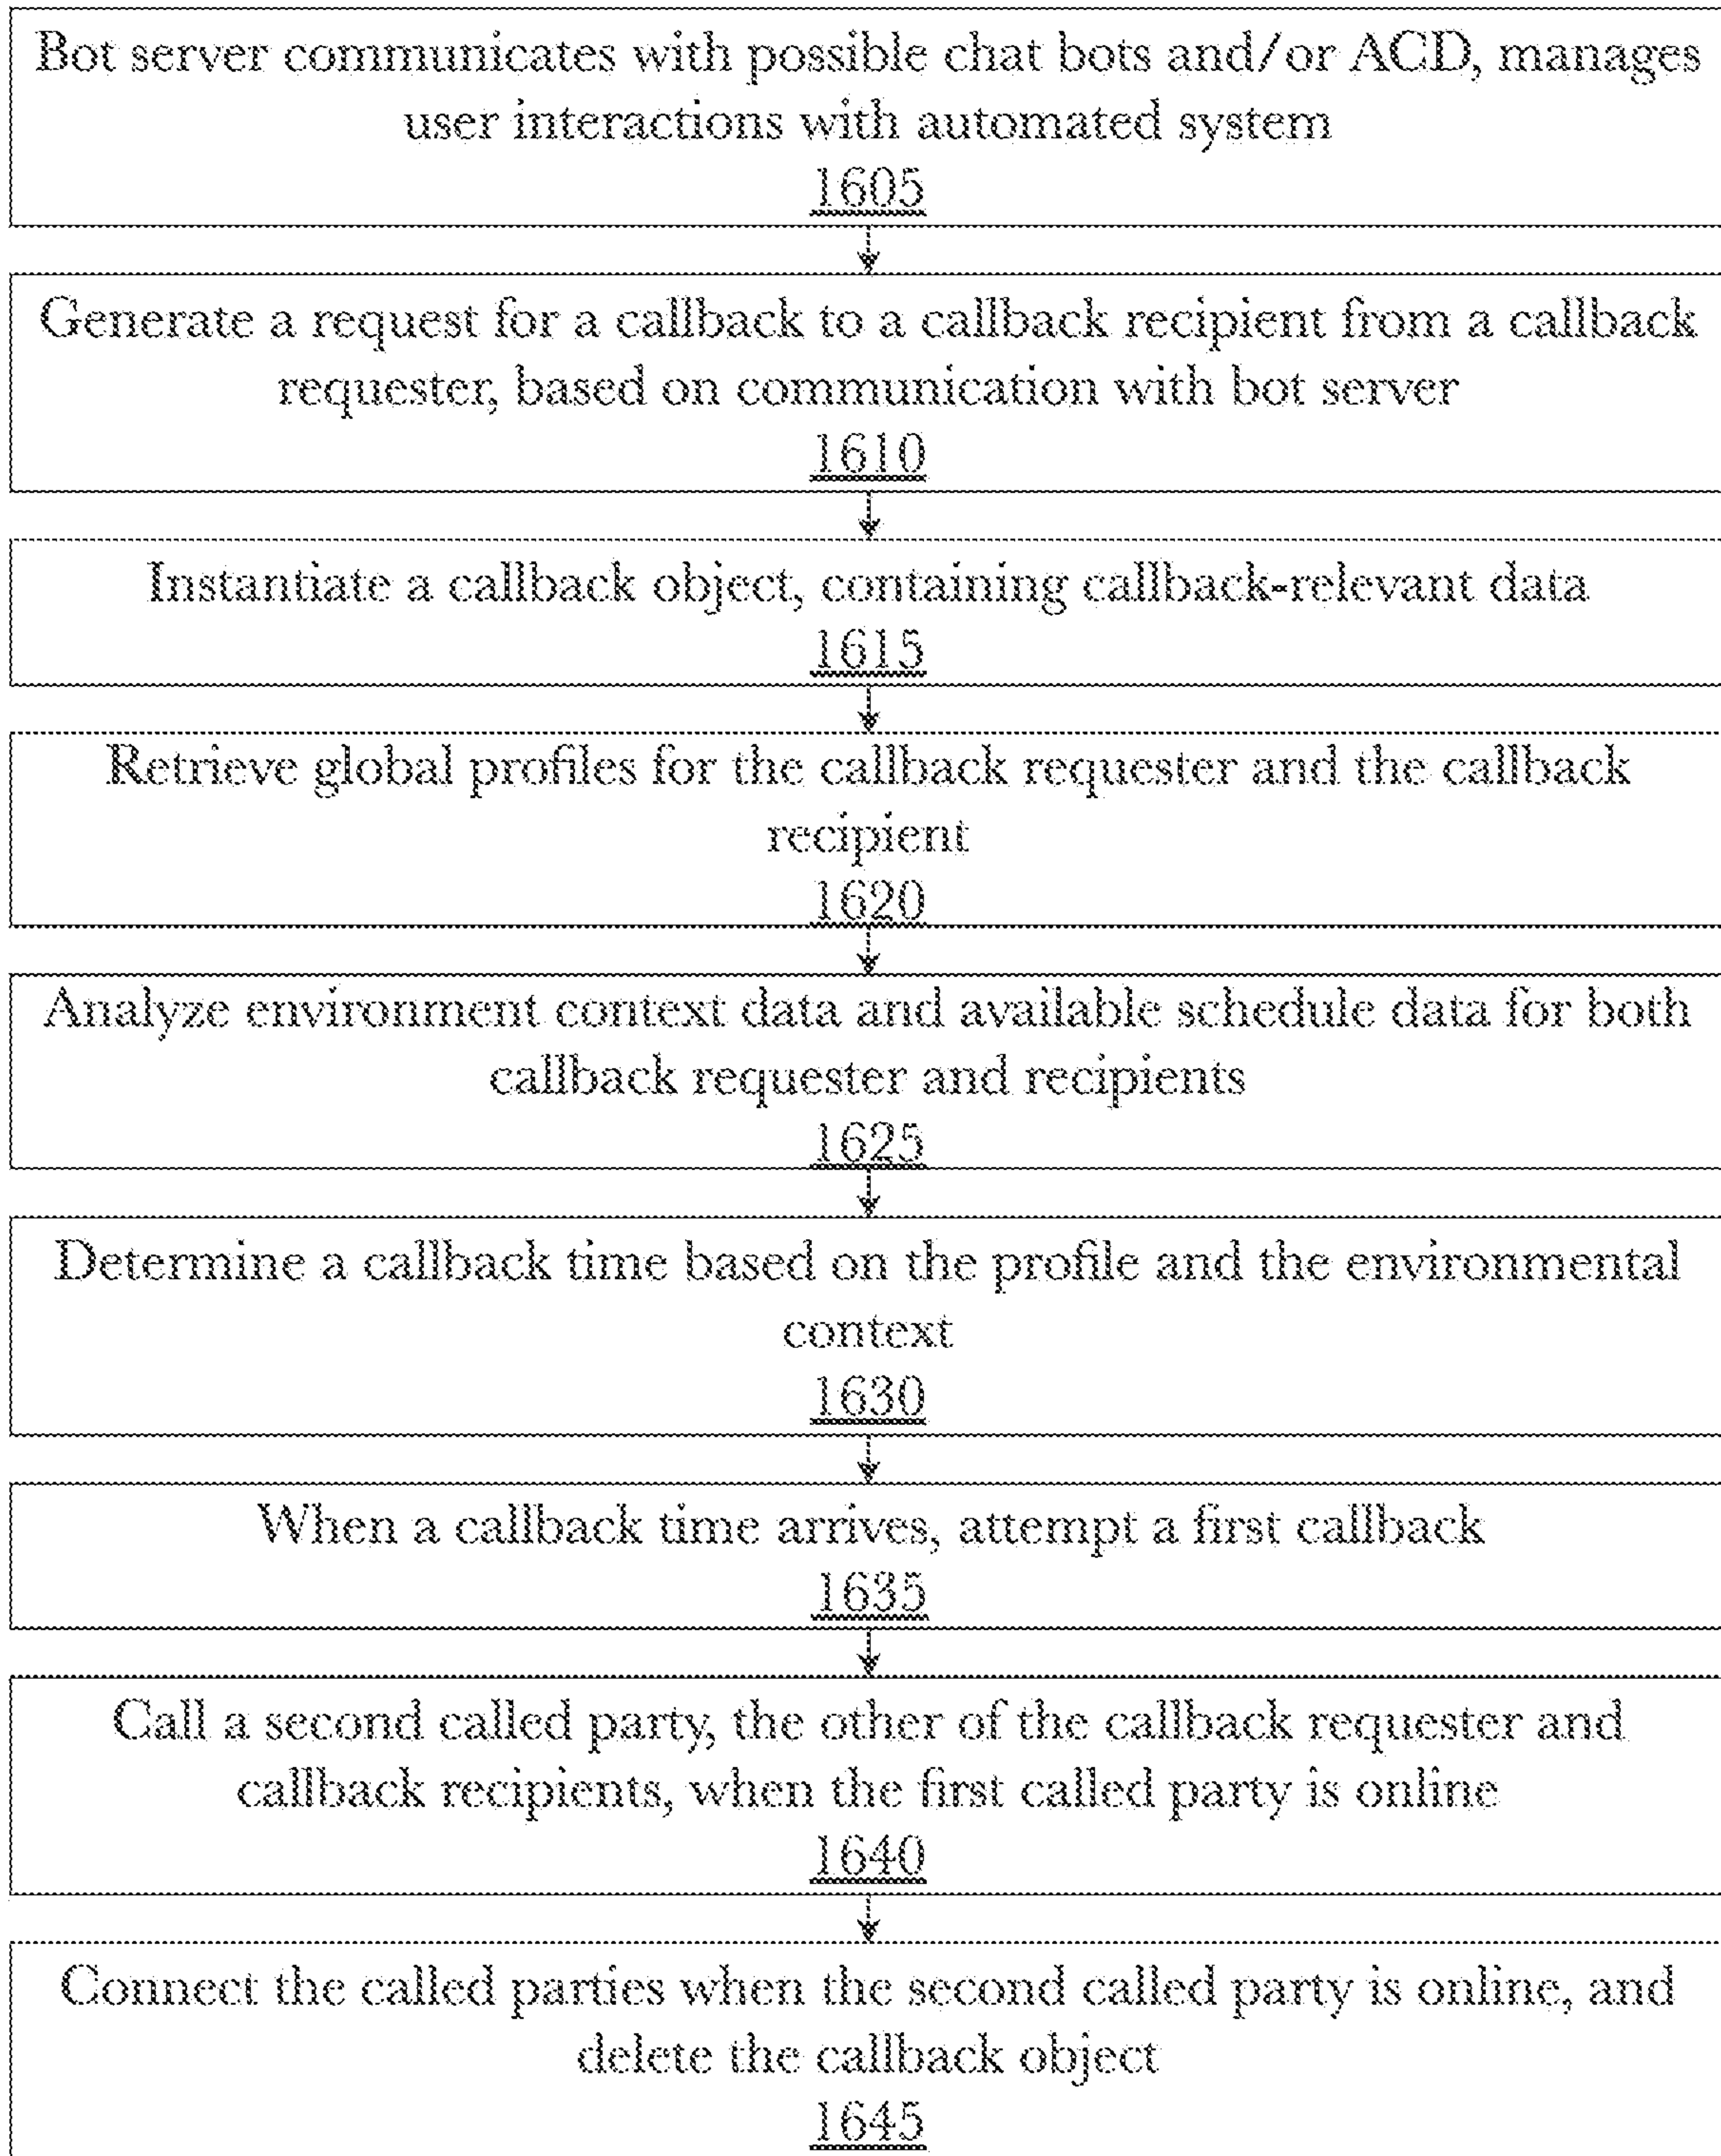 Bot server communicates with possible chat bots and/or ACD, manages
user interactions with automated system
1605
Generate a request for a callback to a callback recipient from a callback
requester, based on communication with bot server
1610
Instantiate a callback object, containing callback-relevant data
1615
Retrieve global profiles for the callback requester and the callback
recipient
1620
Analyze environment context data and available schedule data for both
callback requester and recipients
1625
Determine a callback time based on the profile and the environmental
context
1630
When a callback time arrives, attempt a first callback
1635
Call a second called party, the other of the callback requester and
callback recipients, when the first called party is online
1640
Connect the called parties when the second called party is online, and
delete the callback object
1645